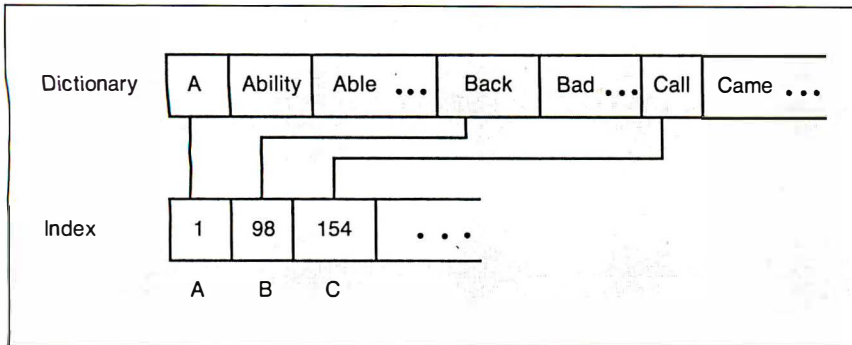 Dictionary A Ability Able ... Back Bad ... Call Came ...
Index 1 98 154 ...
A B C